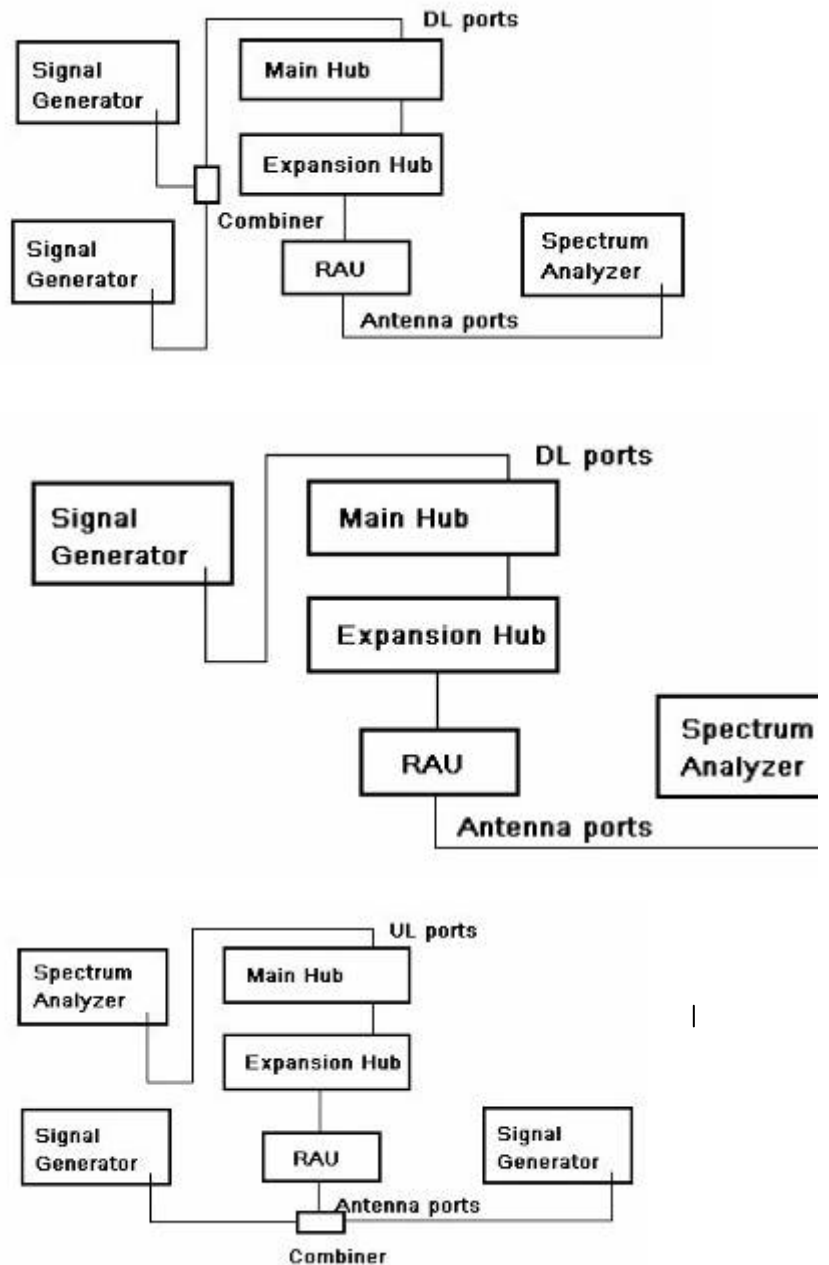 DL ports
Signal
Generator
Main Hub
Expansion Hub
Combiner
Signal
Generator
RAU
Spectrum
Analyzer
Antenna ports
DL ports
Signal
Generator
Main Hub
Expansion Hub
RAU
Spectrum
Analyzer
Antenna ports
UL ports
Spectrum
Analyzer
Main Hub
Expansion Hub
Signal
Generator
RAU
Signal
Generator
Antenna ports
Combiner